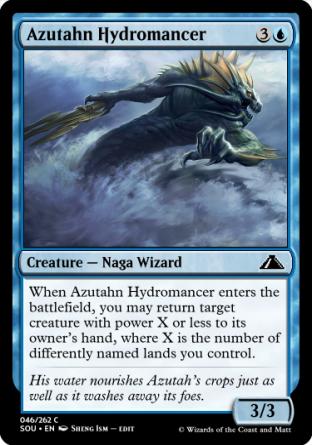 Azutahn Hydromancer 3
Creature — Naga Wizard
When Azutahn Hydromancer enters the
battlefield, you may return target
creature with power X or less to its
owner's hand, where X is the number of
differently named lands you control.
His water nourishes Azutah's crops just as
well as it washes away its foes.
3/3
046/262 C
SOU • EN Sheng Ism — EDIT
© Wizards of the Coast and Matt